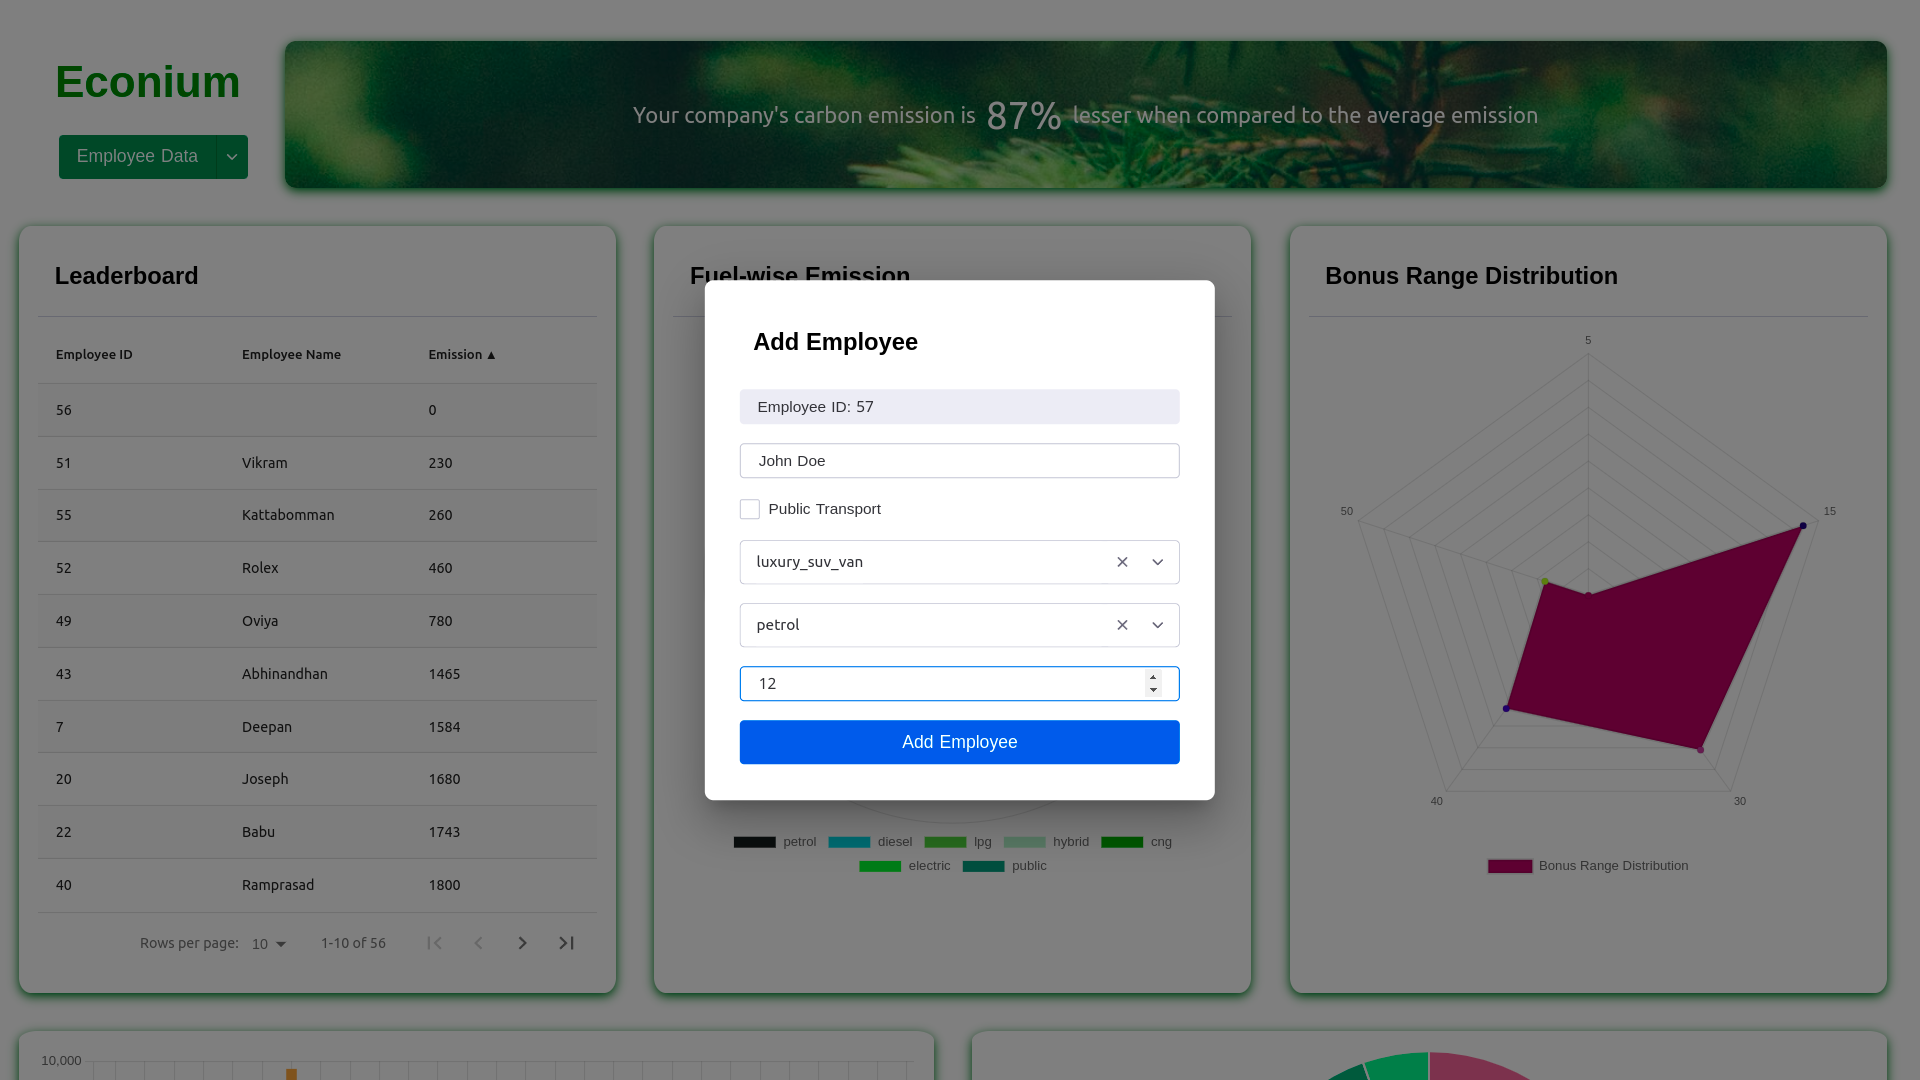 Econium
Employee Data
Your company's carbon emission is 87% lesser when compared to the average emission
Leaderboard
Employee ID Employee Name Emission ▲
56 0
51 Vikram 230
55 Kattabomman 260
52 Rolex 460
49 Oviya 780
43 Abhinandhan 1465
7 Deepan 1584
20 Joseph 1680
22 Babu 1743
40 Ramprasad 1800
Rows per page: 10 1-10 of 56
Fuel-wise Emission
Add Employee
Employee ID: 57
John Doe
Public Transport
luxury_suv_van
petrol
12
Add Employee
petrol diesel lpg hybrid cng
electric public
Bonus Range Distribution
5
50
15
40
30
Bonus Range Distribution
10,000